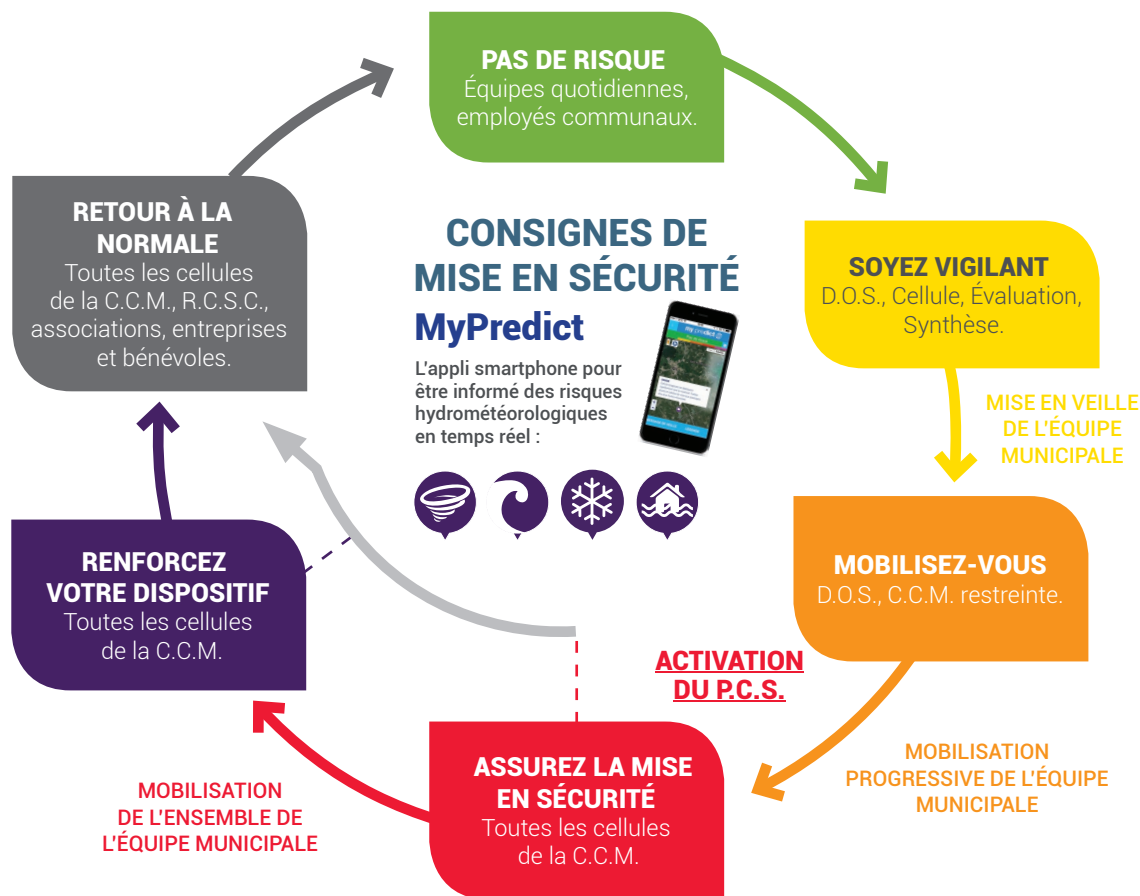 PAS DE RISQUE
Équipes quotidiennes,
employés communaux.
SOYEZ VIGILANT
D.O.S., Cellule, Évaluation,
Synthèse.
MISE EN VEILLE
DE L'ÉQUIPE
MUNICIPALE
MOBILISEZ-VOUS
D.O.S., C.C.M. restreinte.
MOBILISATION
PROGRESSIVE DE L'ÉQUIPE
MUNICIPALE
ACTIVATION
DU P.C.S.
ASSUREZ LA MISE
EN SÉCURITÉ
Toutes les cellules
de la C.C.M.
MOBILISATION
DE L'ENSEMBLE DE
L'ÉQUIPE MUNICIPALE
RENFORCEZ
VOTRE DISPOSITIF
Toutes les cellules
de la C.C.M.
RETOUR À LA
NORMALE
Toutes les cellules
de la C.C.M., R.C.S.C.,
associations, entreprises
et bénévoles.
CONSIGNES DE
MISE EN SÉCURITÉ
MyPredict
L'appli smartphone pour
être informé des risques
hydrométéorologiques
en temps réel :
my predict